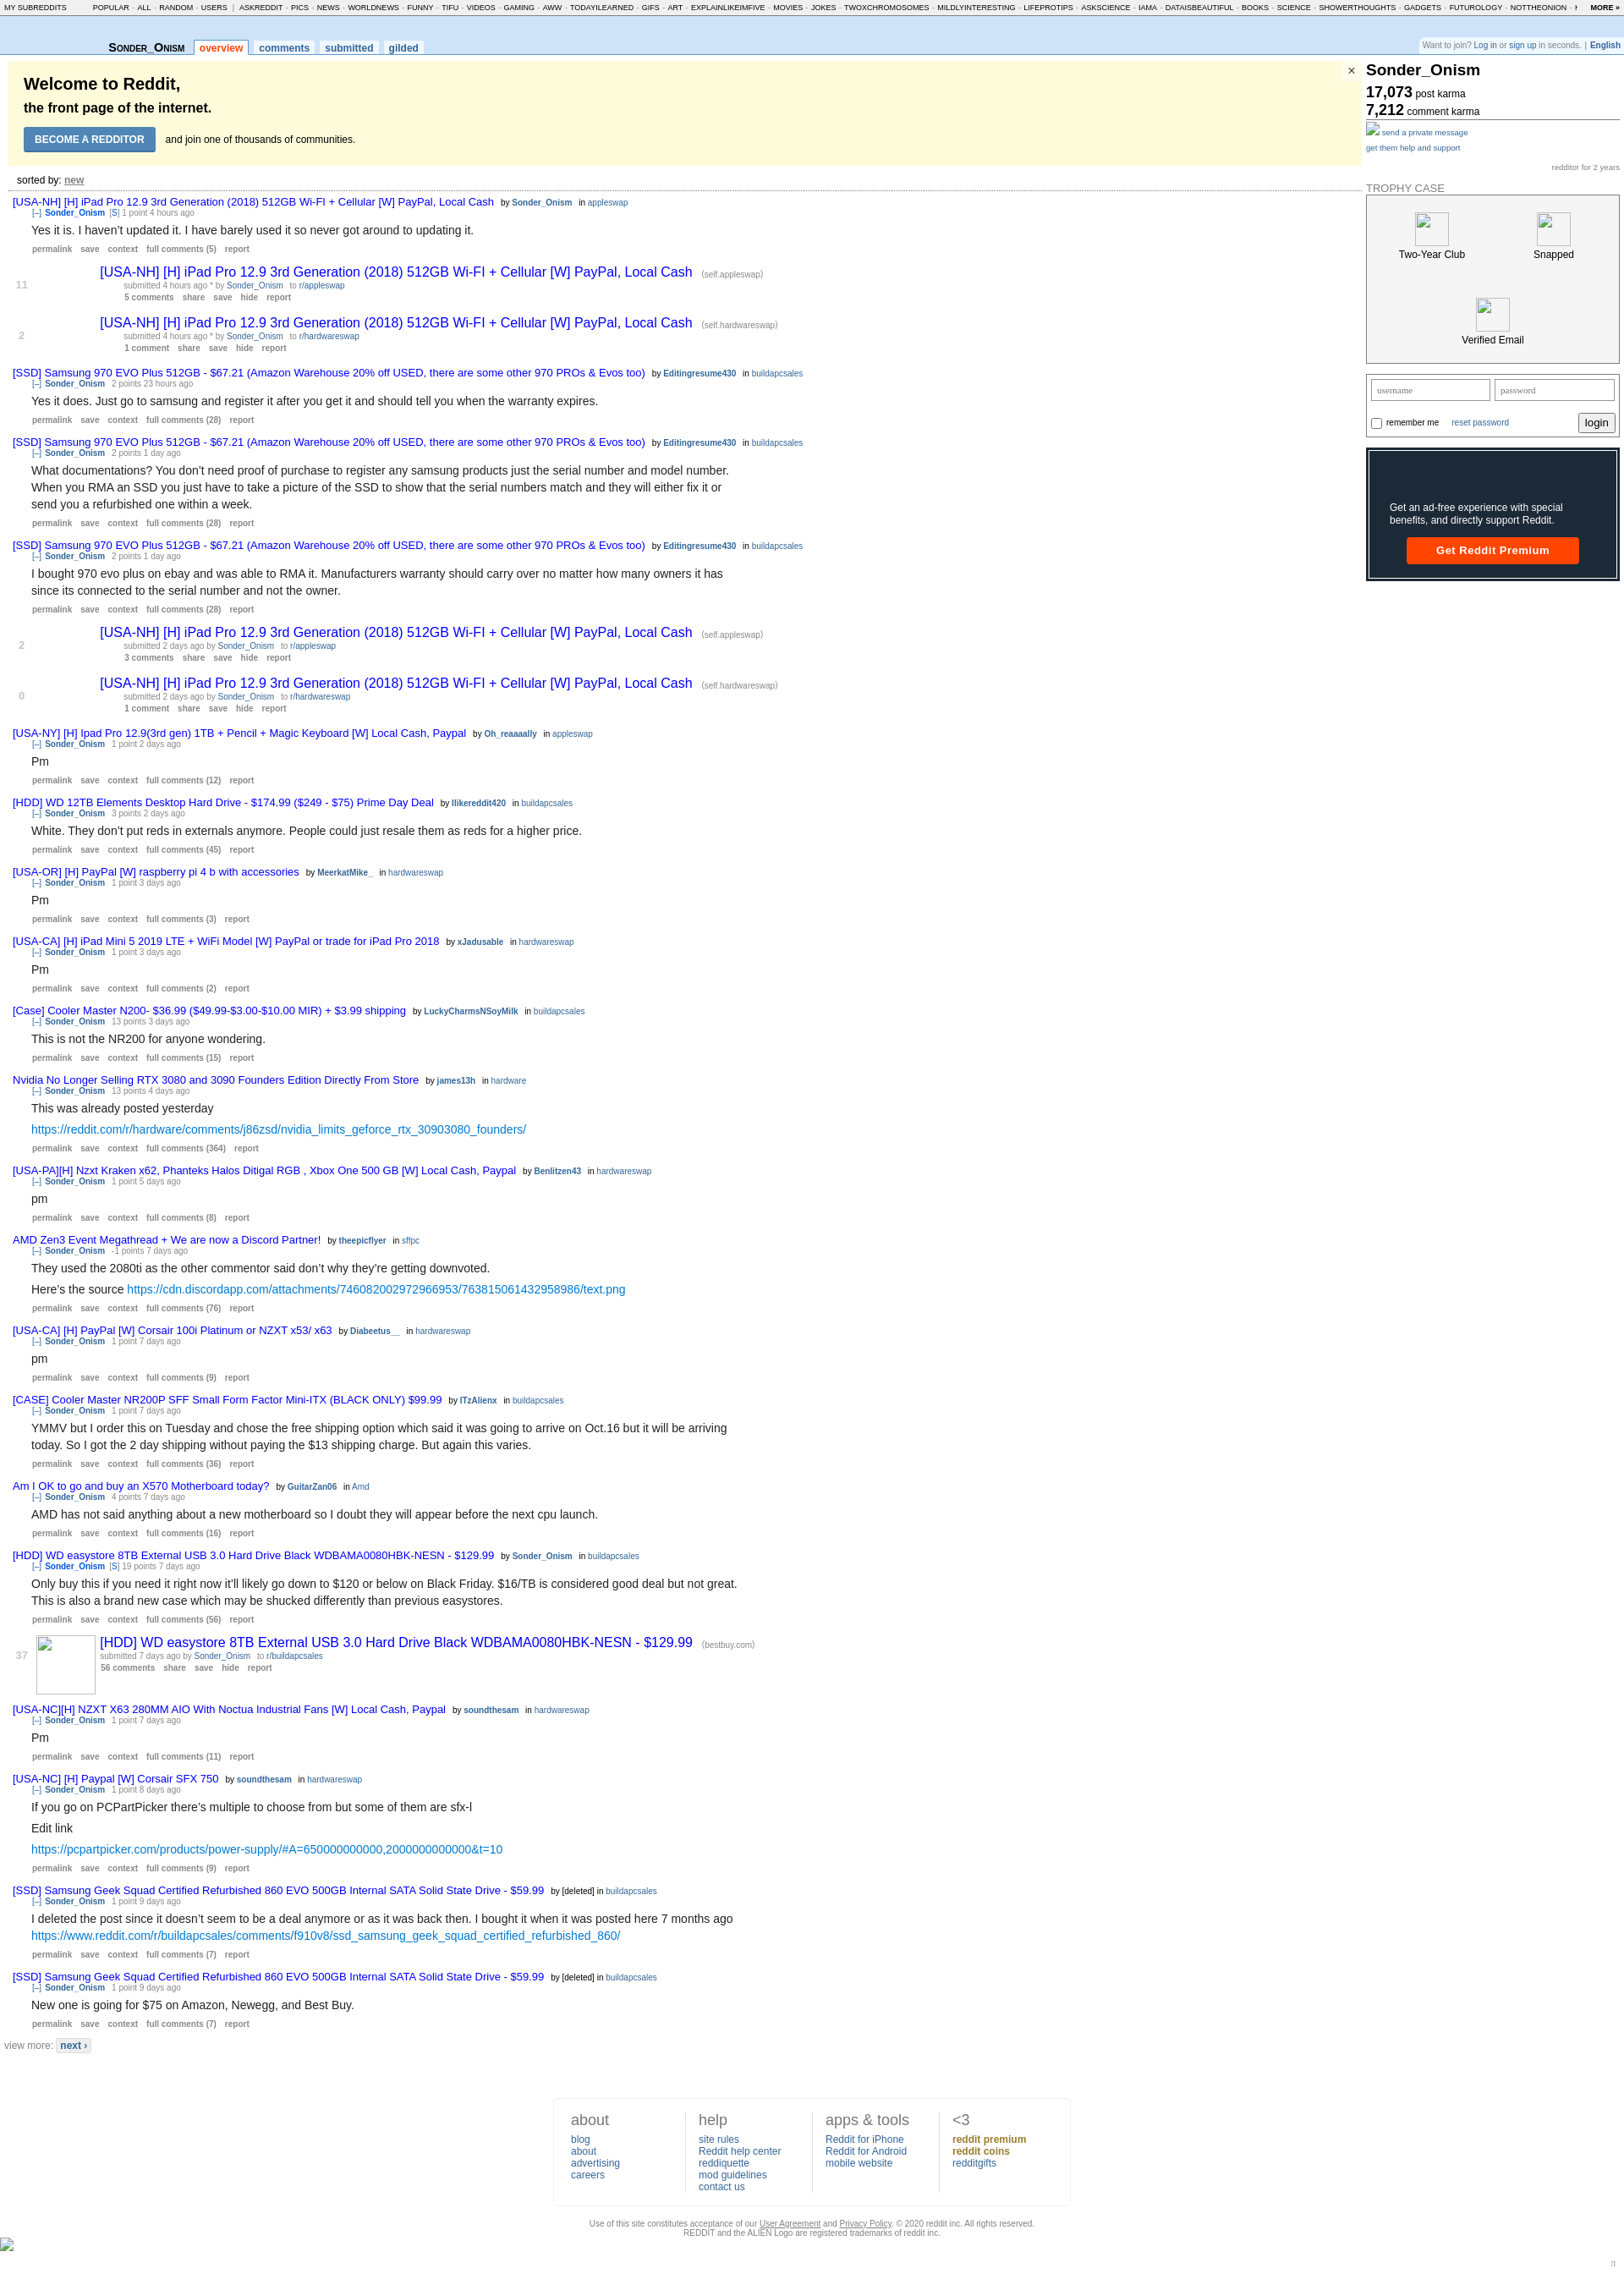 MY SUBREDDITS POPULAR - ALL - RANDOM - USERS | ASKREDDIT - PICS - NEWS - WORLDNEWS - FUNNY - TIFU - VIDEOS - GAMING - AWW - TODAYILEARNED - GIFS - ART - EXPLAINLIKEIMFIVE - MOVIES - JOKES - TWOXCHROMOSOMES - MILDLYINTERESTING - LIFEPROTIPS - ASKSCIENCE - IAMA - DATAISBEAUTIFUL - BOOKS - SCIENCE - SHOWERTHOUGHTS - GADGETS - FUTUROLOGY - NOTTHEONION - MORE »
Sonder_Onism overview comments submitted gilded
Want to join? Log in or sign up in seconds. | English
Welcome to Reddit,
the front page of the internet.
BECOME A REDDITOR and join one of thousands of communities.
×
sorted by: new
[USA-NH] [H] iPad Pro 12.9 3rd Generation (2018) 512GB Wi-FI + Cellular [W] PayPal, Local Cash by Sonder_Onism in appleswap
[–] Sonder_Onism [S] 1 point 4 hours ago
Yes it is. I haven’t updated it. I have barely used it so never got around to updating it.
permalink save context full comments (5) report
[USA-NH] [H] iPad Pro 12.9 3rd Generation (2018) 512GB Wi-FI + Cellular [W] PayPal, Local Cash (self.appleswap)
11 submitted 4 hours ago * by Sonder_Onism to r/appleswap
5 comments share save hide report
[USA-NH] [H] iPad Pro 12.9 3rd Generation (2018) 512GB Wi-FI + Cellular [W] PayPal, Local Cash (self.hardwareswap)
2 submitted 4 hours ago * by Sonder_Onism to r/hardwareswap
1 comment share save hide report
[SSD] Samsung 970 EVO Plus 512GB - $67.21 (Amazon Warehouse 20% off USED, there are some other 970 PROs & Evos too) by Editingresume430 in buildapcsales
[–] Sonder_Onism 2 points 23 hours ago
Yes it does. Just go to samsung and register it after you get it and should tell you when the warranty expires.
permalink save context full comments (28) report
[SSD] Samsung 970 EVO Plus 512GB - $67.21 (Amazon Warehouse 20% off USED, there are some other 970 PROs & Evos too) by Editingresume430 in buildapcsales
[–] Sonder_Onism 2 points 1 day ago
What documentations? You don’t need proof of purchase to register any samsung products just the serial number and model number.
When you RMA an SSD you just have to take a picture of the SSD to show that the serial numbers match and they will either fix it or
send you a refurbished one within a week.
permalink save context full comments (28) report
[SSD] Samsung 970 EVO Plus 512GB - $67.21 (Amazon Warehouse 20% off USED, there are some other 970 PROs & Evos too) by Editingresume430 in buildapcsales
[–] Sonder_Onism 2 points 1 day ago
I bought 970 evo plus on ebay and was able to RMA it. Manufacturers warranty should carry over no matter how many owners it has
since its connected to the serial number and not the owner.
permalink save context full comments (28) report
[USA-NH] [H] iPad Pro 12.9 3rd Generation (2018) 512GB Wi-FI + Cellular [W] PayPal, Local Cash (self.appleswap)
2 submitted 2 days ago by Sonder_Onism to r/appleswap
3 comments share save hide report
[USA-NH] [H] iPad Pro 12.9 3rd Generation (2018) 512GB Wi-FI + Cellular [W] PayPal, Local Cash (self.hardwareswap)
0 submitted 2 days ago by Sonder_Onism to r/hardwareswap
1 comment share save hide report
[USA-NY] [H] Ipad Pro 12.9(3rd gen) 1TB + Pencil + Magic Keyboard [W] Local Cash, Paypal by Oh_reaaaally in appleswap
[–] Sonder_Onism 1 point 2 days ago
Pm
permalink save context full comments (12) report
[HDD] WD 12TB Elements Desktop Hard Drive - $174.99 ($249 - $75) Prime Day Deal by Ilikereddit420 in buildapcsales
[–] Sonder_Onism 3 points 2 days ago
White. They don’t put reds in externals anymore. People could just resale them as reds for a higher price.
permalink save context full comments (45) report
[USA-OR] [H] PayPal [W] raspberry pi 4 b with accessories by MeerkatMike_ in hardwareswap
[–] Sonder_Onism 1 point 3 days ago
Pm
permalink save context full comments (3) report
[USA-CA] [H] iPad Mini 5 2019 LTE + WiFi Model [W] PayPal or trade for iPad Pro 2018 by xJadusable in hardwareswap
[–] Sonder_Onism 1 point 3 days ago
Pm
permalink save context full comments (2) report
[Case] Cooler Master N200- $36.99 ($49.99-$3.00-$10.00 MIR) + $3.99 shipping by LuckyCharmsNSoyMilk in buildapcsales
[–] Sonder_Onism 13 points 3 days ago
This is not the NR200 for anyone wondering.
permalink save context full comments (15) report
Nvidia No Longer Selling RTX 3080 and 3090 Founders Edition Directly From Store by james13h in hardware
[–] Sonder_Onism 13 points 4 days ago
This was already posted yesterday
https://reddit.com/r/hardware/comments/j86zsd/nvidia_limits_geforce_rtx_30903080_founders/
permalink save context full comments (364) report
[USA-PA][H] Nzxt Kraken x62, Phanteks Halos Ditigal RGB , Xbox One 500 GB [W] Local Cash, Paypal by Benlitzen43 in hardwareswap
[–] Sonder_Onism 1 point 5 days ago
pm
permalink save context full comments (8) report
AMD Zen3 Event Megathread + We are now a Discord Partner! by theepicflyer in sffpc
[–] Sonder_Onism -1 points 7 days ago
They used the 2080ti as the other commentor said don’t why they’re getting downvoted.
Here’s the source https://cdn.discordapp.com/attachments/746082002972966953/763815061432958986/text.png
permalink save context full comments (76) report
[USA-CA] [H] PayPal [W] Corsair 100i Platinum or NZXT x53/ x63 by Diabeetus__ in hardwareswap
[–] Sonder_Onism 1 point 7 days ago
pm
permalink save context full comments (9) report
[CASE] Cooler Master NR200P SFF Small Form Factor Mini-ITX (BLACK ONLY) $99.99 by ITzAlienx in buildapcsales
[–] Sonder_Onism 1 point 7 days ago
YMMV but I order this on Tuesday and chose the free shipping option which said it was going to arrive on Oct.16 but it will be arriving
today. So I got the 2 day shipping without paying the $13 shipping charge. But again this varies.
permalink save context full comments (36) report
Am I OK to go and buy an X570 Motherboard today? by GuitarZan06 in Amd
[–] Sonder_Onism 4 points 7 days ago
AMD has not said anything about a new motherboard so I doubt they will appear before the next cpu launch.
permalink save context full comments (16) report
[HDD] WD easystore 8TB External USB 3.0 Hard Drive Black WDBAMA0080HBK-NESN - $129.99 by Sonder_Onism in buildapcsales
[–] Sonder_Onism [S] 19 points 7 days ago
Only buy this if you need it right now it’ll likely go down to $120 or below on Black Friday. $16/TB is considered good deal but not great.
This is also a brand new case which may be shucked differently than previous easystores.
permalink save context full comments (56) report
[HDD] WD easystore 8TB External USB 3.0 Hard Drive Black WDBAMA0080HBK-NESN - $129.99 (bestbuy.com)
37 submitted 7 days ago by Sonder_Onism to r/buildapcsales
56 comments share save hide report
[USA-NC][H] NZXT X63 280MM AIO With Noctua Industrial Fans [W] Local Cash, Paypal by soundthesam in hardwareswap
[–] Sonder_Onism 1 point 7 days ago
Pm
permalink save context full comments (11) report
[USA-NC] [H] Paypal [W] Corsair SFX 750 by soundthesam in hardwareswap
[–] Sonder_Onism 1 point 8 days ago
If you go on PCPartPicker there’s multiple to choose from but some of them are sfx-l
Edit link
https://pcpartpicker.com/products/power-supply/#A=650000000000,2000000000000&t=10
permalink save context full comments (9) report
[SSD] Samsung Geek Squad Certified Refurbished 860 EVO 500GB Internal SATA Solid State Drive - $59.99 by [deleted] in buildapcsales
[–] Sonder_Onism 1 point 9 days ago
I deleted the post since it doesn’t seem to be a deal anymore or as it was back then. I bought it when it was posted here 7 months ago
https://www.reddit.com/r/buildapcsales/comments/f910v8/ssd_samsung_geek_squad_certified_refurbished_860/
permalink save context full comments (7) report
[SSD] Samsung Geek Squad Certified Refurbished 860 EVO 500GB Internal SATA Solid State Drive - $59.99 by [deleted] in buildapcsales
[–] Sonder_Onism 1 point 9 days ago
New one is going for $75 on Amazon, Newegg, and Best Buy.
permalink save context full comments (7) report
view more: next ›
Sonder_Onism
17,073 post karma
7,212 comment karma
send a private message
get them help and support
redditor for 2 years
TROPHY CASE
Two-Year Club Snapped
Verified Email
username password
remember me reset password login
Get an ad-free experience with special
benefits, and directly support Reddit.
Get Reddit Premium
about
blog
about
advertising
careers
help
site rules
Reddit help center
reddiquette
mod guidelines
contact us
apps & tools
Reddit for iPhone
Reddit for Android
mobile website
<3
reddit premium
reddit coins
redditgifts
Use of this site constitutes acceptance of our User Agreement and Privacy Policy. © 2020 reddit inc. All rights reserved.
REDDIT and the ALIEN Logo are registered trademarks of reddit inc.
π